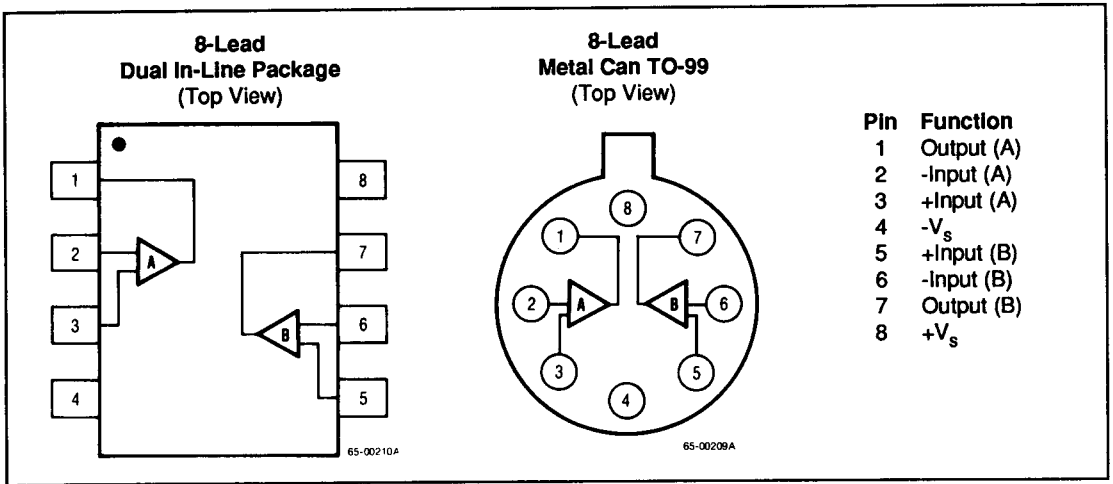 8-Lead
Dual In-Line Package
(Top View)
1
2
3
4
8
7
6
5
A
B
65-00210A
8-Lead
Metal Can TO-99
(Top View)
8
1
7
2
A
B
6
3
5
4
65-00209A
Pin Function
1 Output (A)
2 -Input (A)
3 +Input (A)
4 -Vs
5 +Input (B)
6 -Input (B)
7 Output (B)
8 +Vs